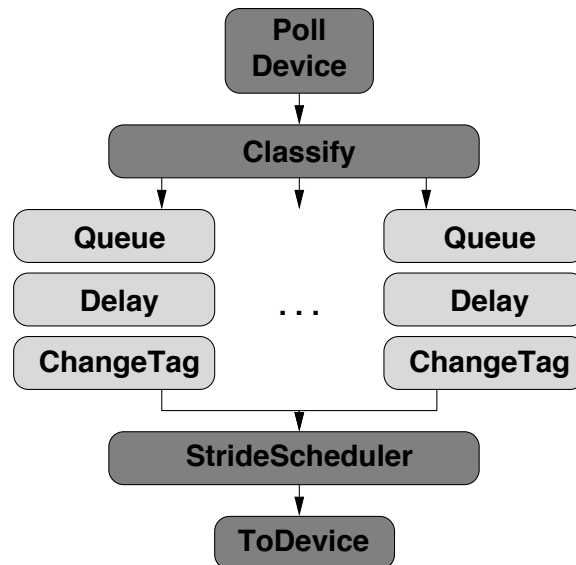 Poll
Device
Classify
Queue
Queue
Delay
. . .
Delay
ChangeTag
ChangeTag
StrideScheduler
ToDevice